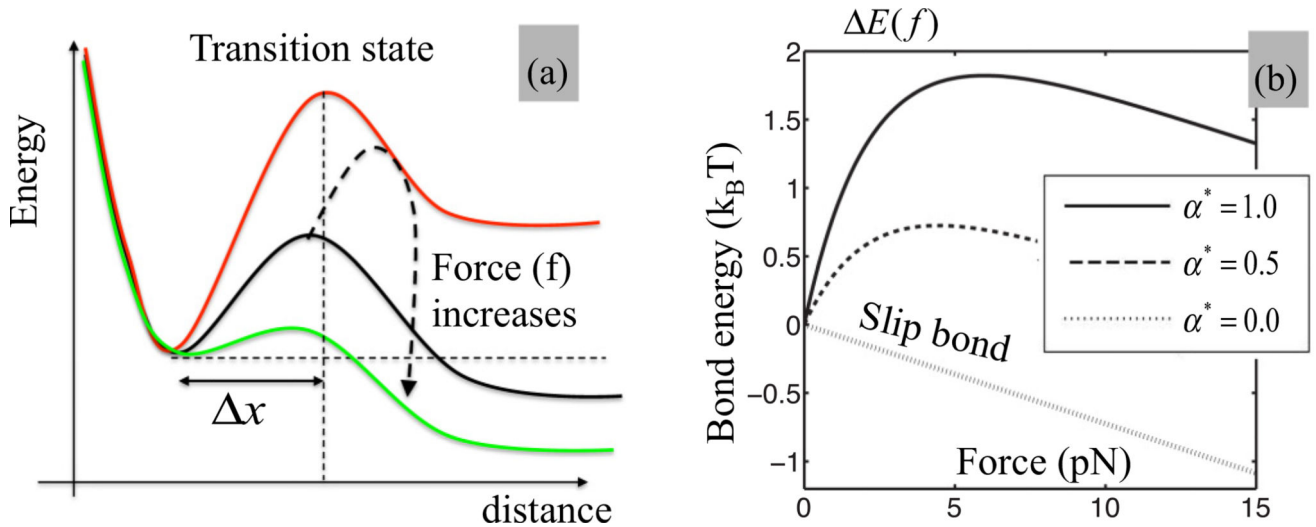 Transition state
(a)
Energy
Force (f)
increases
Δx
distance
ΔE(f)
(b)
Bond energy (k_BT)
2
1.5
1
0.5
0
−0.5
−1
α* = 1.0
α* = 0.5
α* = 0.0
Slip bond
Force (pN)
0
5
10
15